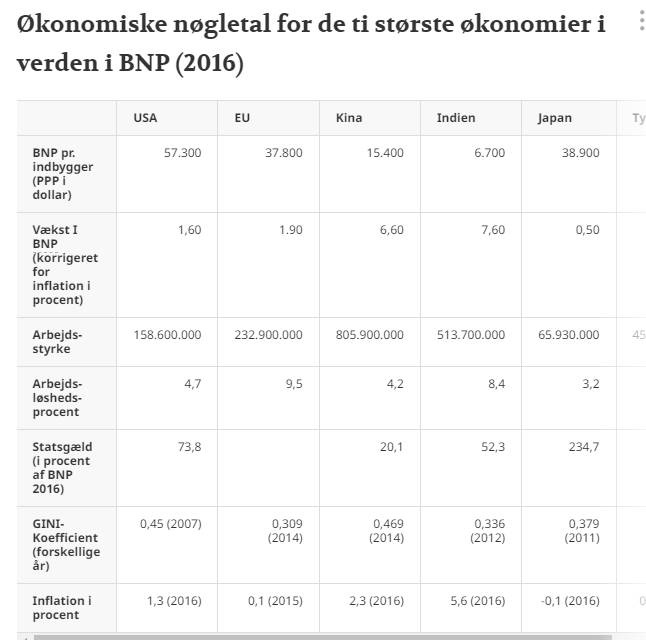 Økonomiske nøgletal for de ti største økonomier i
verden i BNP (2016)
USA EU Kina Indien Japan Ty
BNP pr. 57.300 37.800 15.400 6.700 38.900
indbygger
(PPP i
dollar)
Vækst I 1,60 1.90 6,60 7,60 0,50
BNP
(korrigeret
for
inflation i
procent)
Arbejds- 158.600.000 232.900.000 805.900.000 513.700.000 65.930.000 45
styrke
Arbejds- 4,7 9,5 4,2 8,4 3,2
løsheds-
procent
Statsgæld 73,8 20,1 52,3 234,7
(i procent
af BNP
2016)
GINI- 0,45 (2007) 0,309 0,469 0,336 0,379
Koefficient (2014) (2014) (2012) (2011)
(forskellige
år)
Inflation i 1,3 (2016) 0,1 (2015) 2,3 (2016) 5,6 (2016) -0,1 (2016) 0
procent